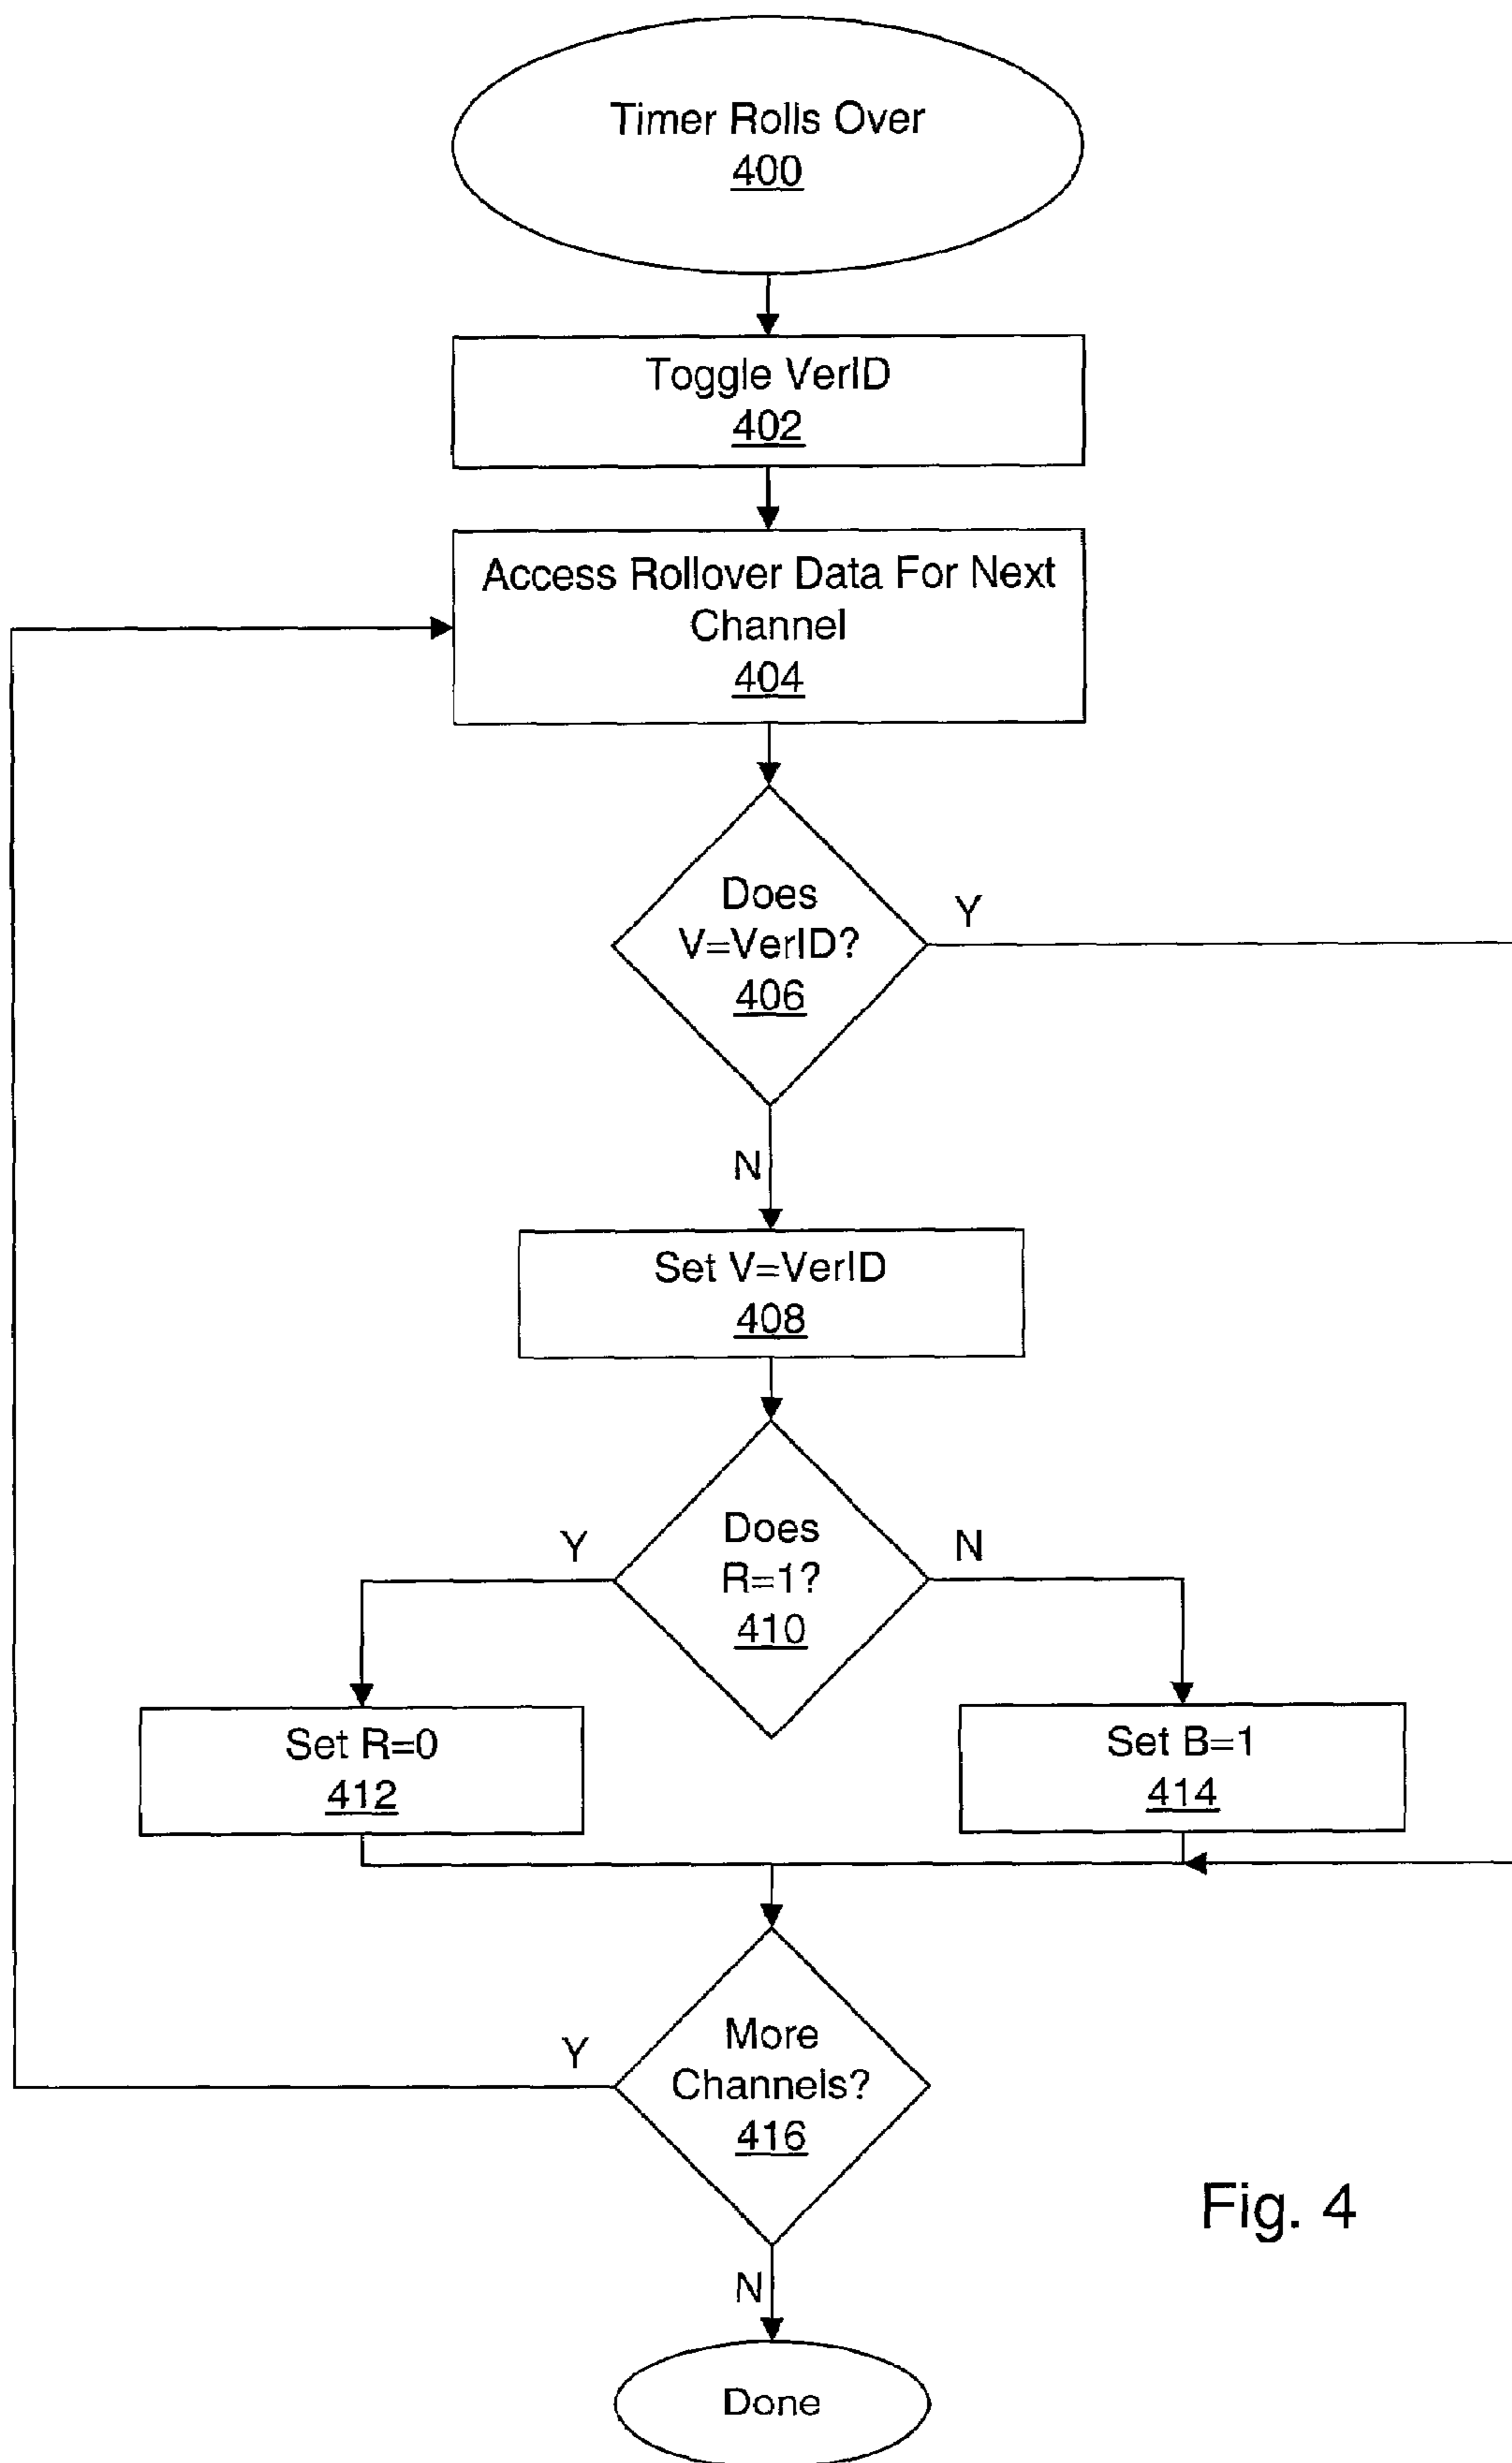 Timer Rolls Over
400
Toggle VerID
402
Access Rollover Data For Next
Channel
404
Does
V=VerID?
406
Y
N
Set V=VerID
408
Does
R=1?
410
Y
N
Set R=0
412
Set B=1
414
More
Channels?
416
Y
N
Done
Fig. 4